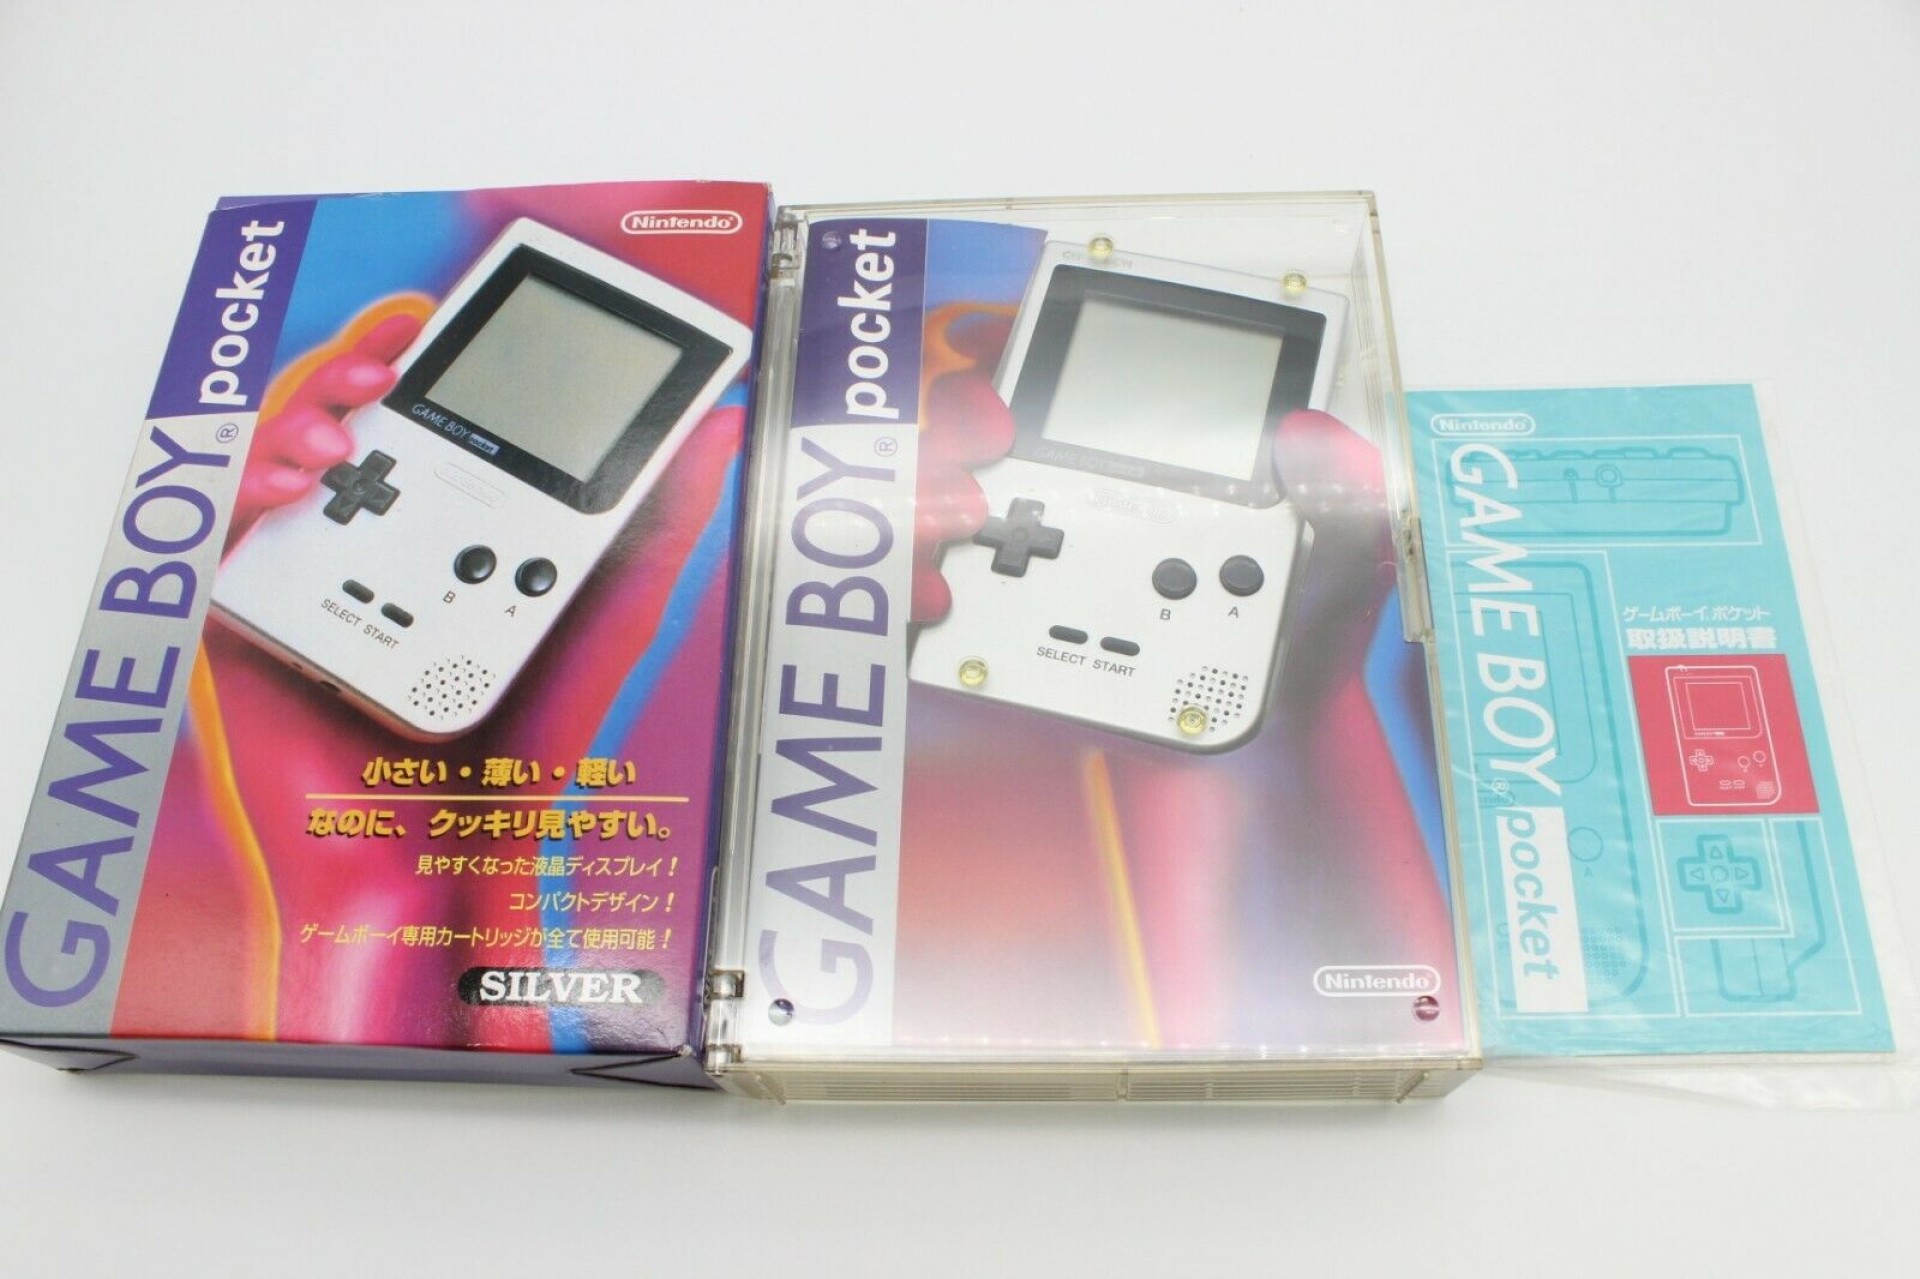 GAME BOY® pocket
Nintendo®
GAME BOY pocket
B A
SELECT START
小さい・薄い・軽い
なのに、クッキリ見やすい。
見やすくなった液晶ディスプレイ！
コンパクトデザイン！
ゲームボーイ専用カートリッジが全て使用可能！
SILVER
GAME BOY® pocket
GAME BOY
B A
SELECT START
Nintendo®
Nintendo®
GAME BOY® pocket
ゲームボーイポケット
取扱説明書
A